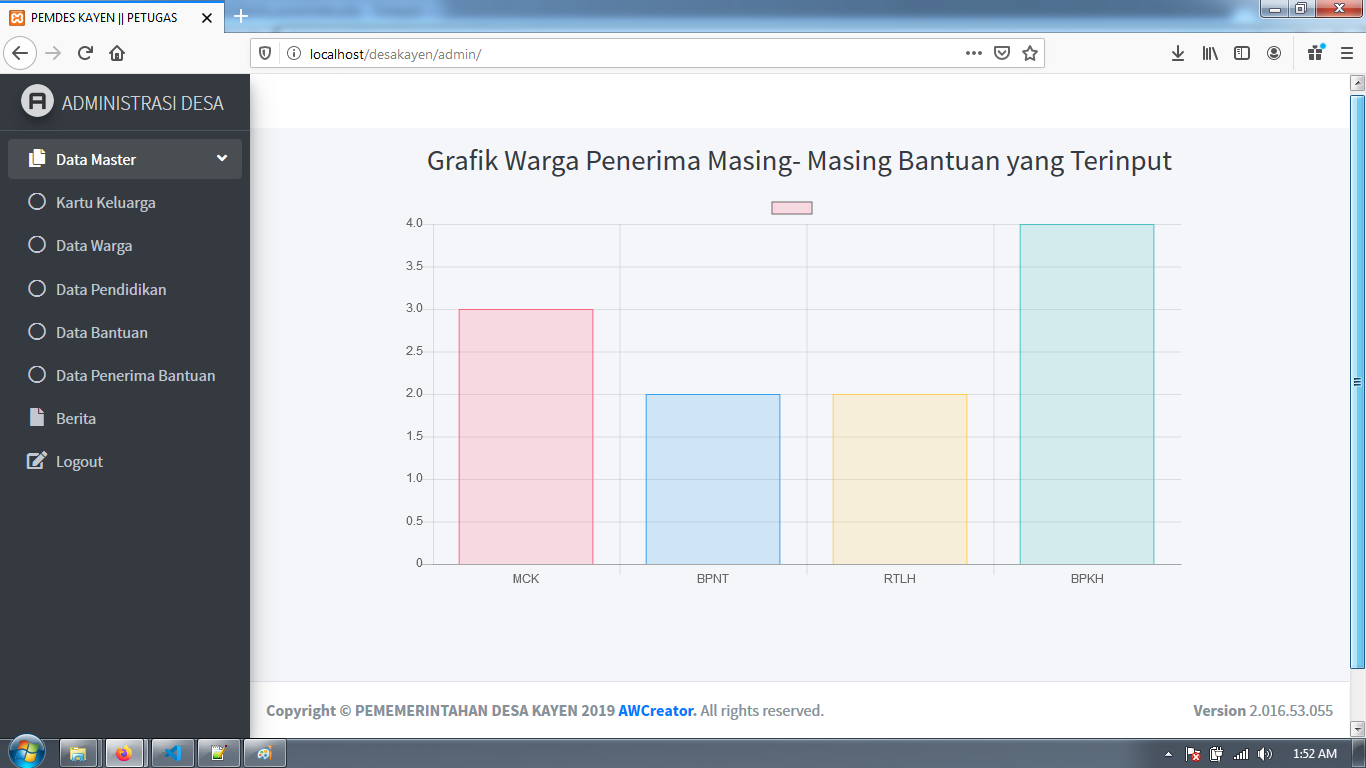 PEMDES KAYEN || PETUGAS
localhost/desakayen/admin/
ADMINISTRASI DESA
Data Master
Kartu Keluarga
Data Warga
Data Pendidikan
Data Bantuan
Data Penerima Bantuan
Berita
Logout
Grafik Warga Penerima Masing- Masing Bantuan yang Terinput
4.0
3.5
3.0
2.5
2.0
1.5
1.0
0.5
0
MCK BPNT RTLH BPKH
Copyright © PEMEMERINTAHAN DESA KAYEN 2019 AWCreator. All rights reserved.
Version 2.016.53.055
1:52 AM